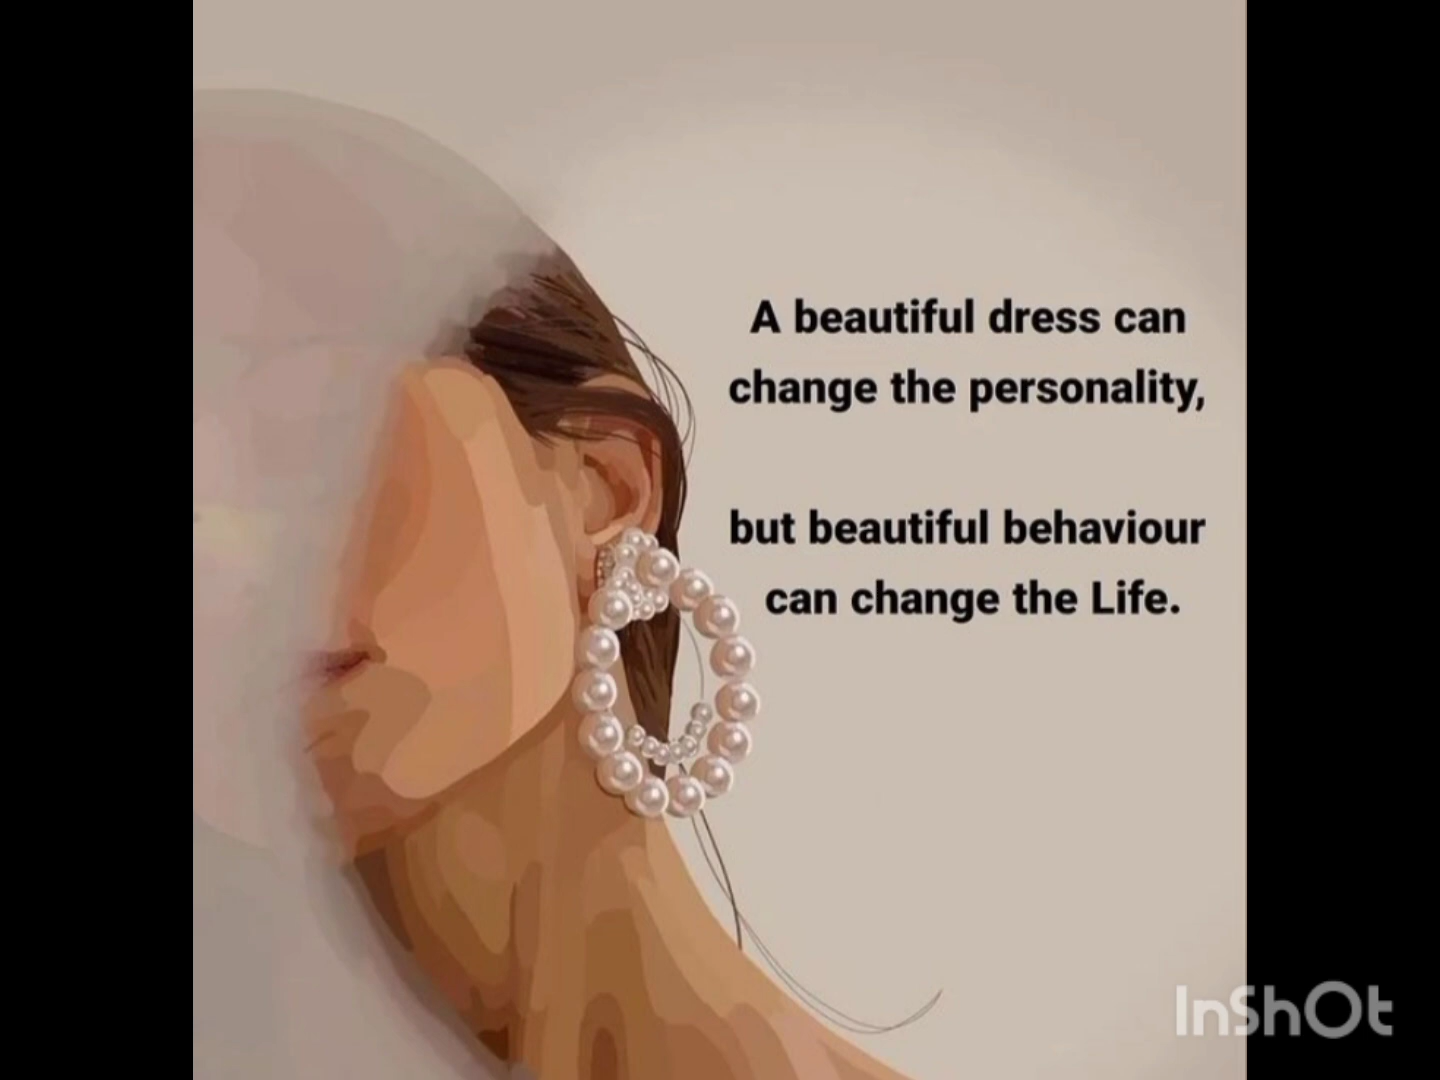 A beautiful dress can
change the personality,
but beautiful behaviour
can change the Life.
InShOt